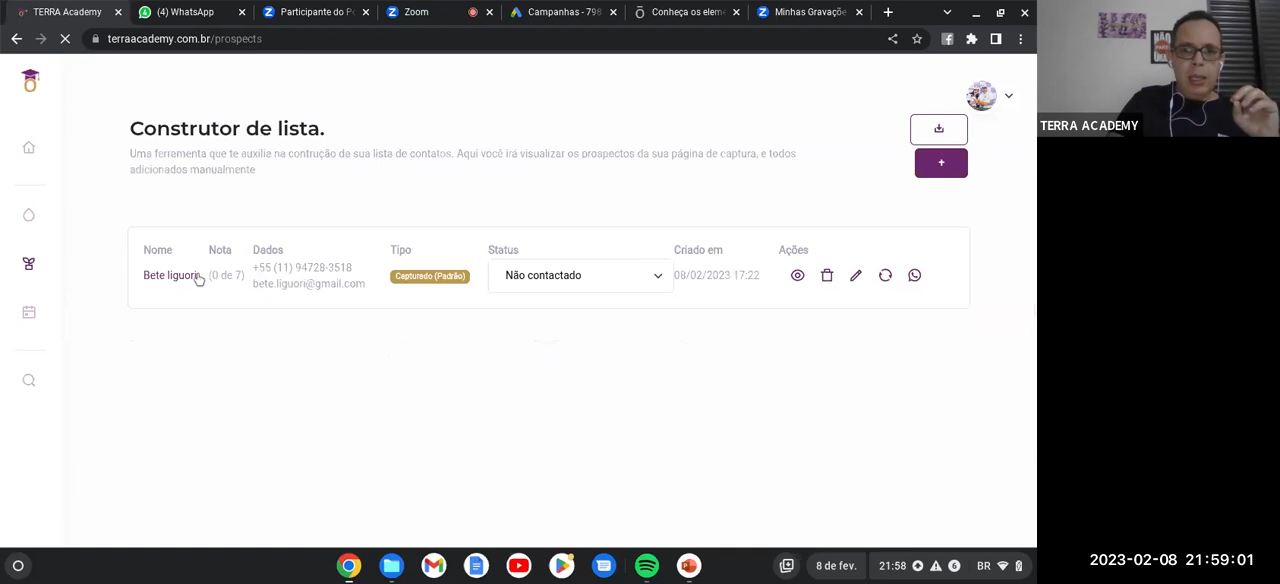 TERRA Academy
(4) WhatsApp
Participante do Po
Zoom
Campanhas - 798
Conheça os elem
Minhas Gravaçõe
terraacademy.com.br/prospects
TERRA ACADEMY
Construtor de lista.
Uma ferramenta que te auxilia na contrução de sua lista de contatos. Aqui você irá visualizar os prospectos da sua página de captura, e todos
adicionados manualmente
+
Nome Nota Dados Tipo Status Criado em Ações
+55 (11) 94728-3518
Bete liguori (0 de 7) Capturado (Padrão) Não contactado 08/02/2023 17:22
bete.liguori@gmail.com
8 de fev. 21:58 6 BR
2023-02-08 21:59:01